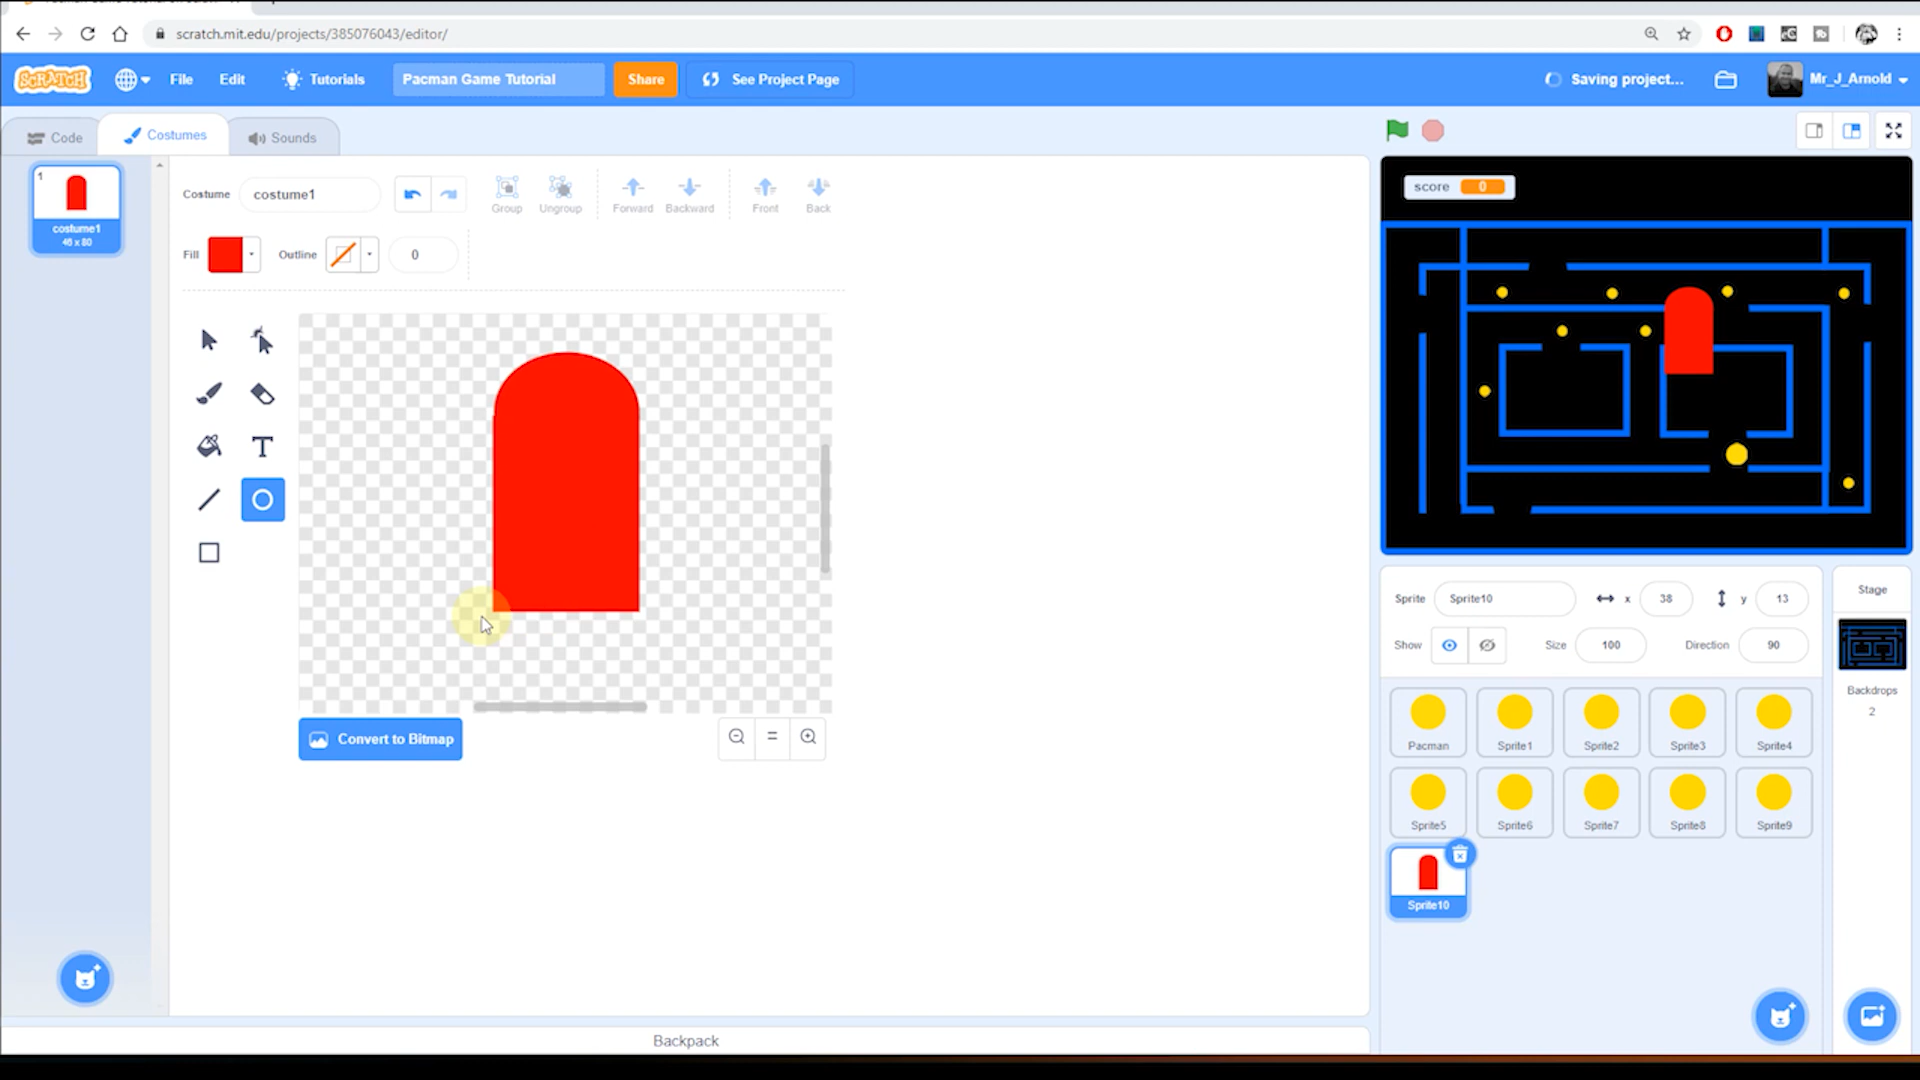 scratch.mit.edu/projects/385076043/editor/
SCRATCH
File
Edit
Tutorials
Pacman Game Tutorial
Share
See Project Page
Saving project...
Mr_J_Arnold
Code
Costumes
Sounds
1
costume1
46 x 80
Costume
costume1
Group
Ungroup
Forward
Backward
Front
Back
Fill
Outline
0
T
Convert to Bitmap
score 0
Sprite
Sprite10
x
38
y
13
Show
Size
100
Direction
90
Stage
Backdrops
2
Pacman
Sprite1
Sprite2
Sprite3
Sprite4
Sprite5
Sprite6
Sprite7
Sprite8
Sprite9
Sprite10
Backpack